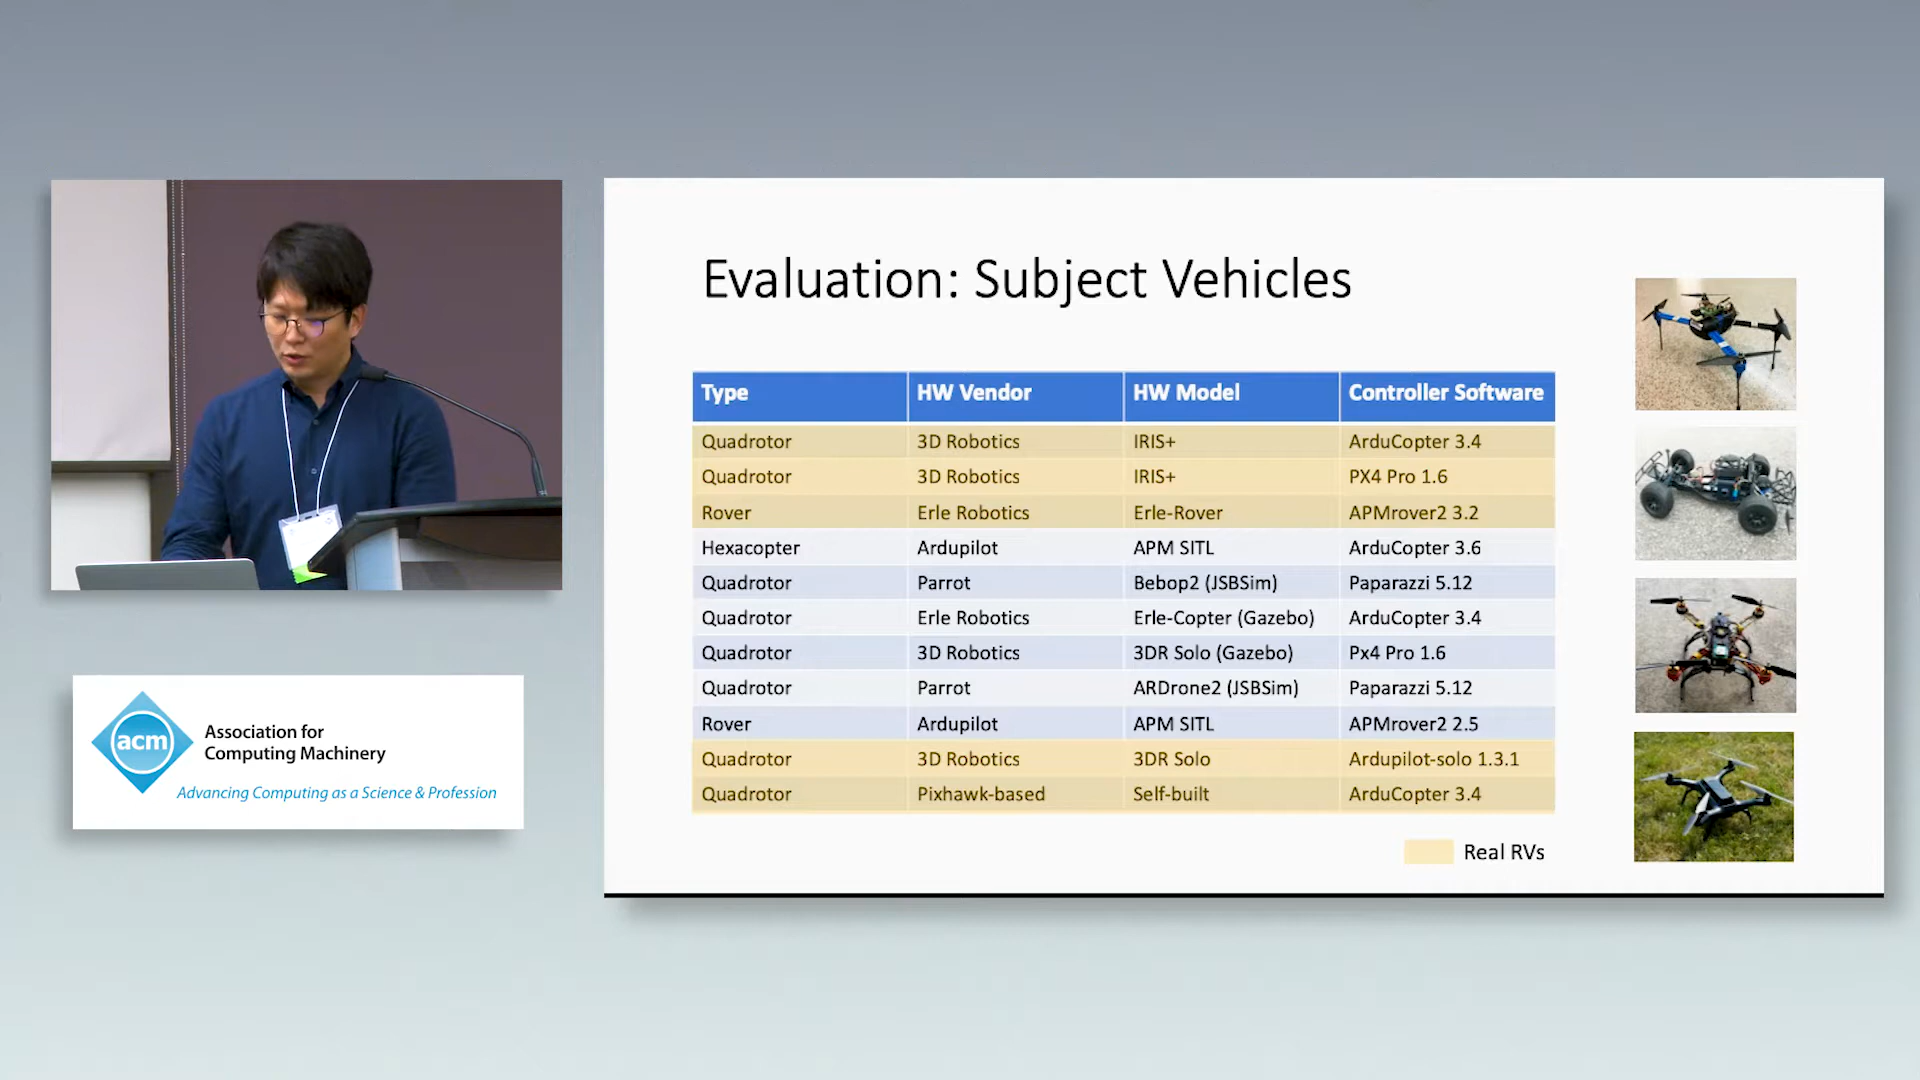 Evaluation: Subject Vehicles
Type HW Vendor HW Model Controller Software
Quadrotor 3D Robotics IRIS+ ArduCopter 3.4
Quadrotor 3D Robotics IRIS+ PX4 Pro 1.6
Rover Erle Robotics Erle-Rover APMrover2 3.2
Hexacopter Ardupilot APM SITL ArduCopter 3.6
Quadrotor Parrot Bebop2 (JSBSim) Paparazzi 5.12
Quadrotor Erle Robotics Erle-Copter (Gazebo) ArduCopter 3.4
Quadrotor 3D Robotics 3DR Solo (Gazebo) Px4 Pro 1.6
Quadrotor Parrot ARDrone2 (JSBSim) Paparazzi 5.12
Rover Ardupilot APM SITL APMrover2 2.5
Quadrotor 3D Robotics 3DR Solo Ardupilot-solo 1.3.1
Quadrotor Pixhawk-based Self-built ArduCopter 3.4
Real RVs
acm
Association for
Computing Machinery
Advancing Computing as a Science & Profession